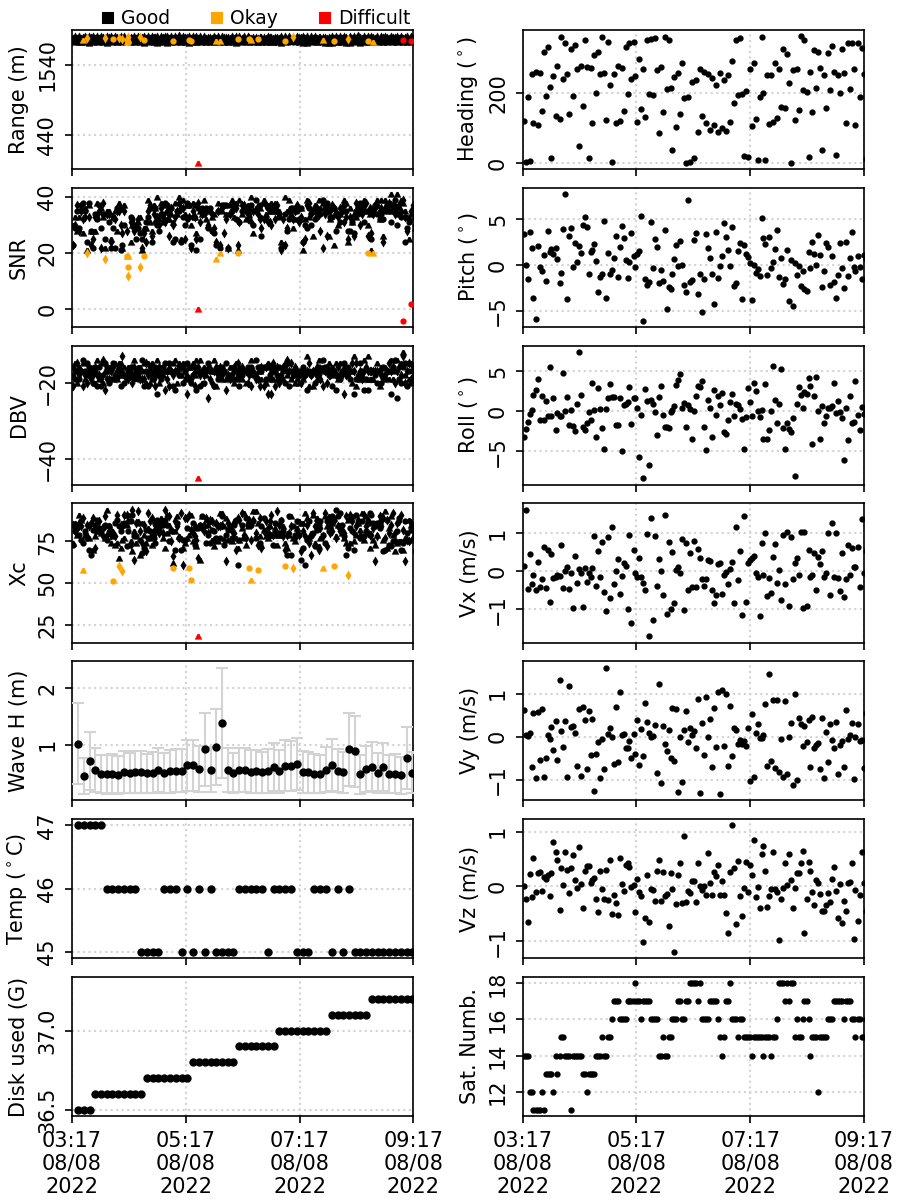 Good Okay Difficult
Range (m)
1540
440
Heading (°)
200
0
SNR
40
20
0
Pitch (°)
5
0
−5
DBV
−20
−40
Roll (°)
5
0
−5
Xc
75
50
25
Vx (m/s)
1
0
−1
Wave H (m)
2
1
Vy (m/s)
1
0
−1
Temp (°C)
47
46
45
Vz (m/s)
1
0
−1
Disk used (G)
37.0
36.5
Sat. Numb.
18
16
14
12
03:17 05:17 07:17 09:17
08/08 08/08 08/08 08/08
2022 2022 2022 2022
03:17 05:17 07:17 09:17
08/08 08/08 08/08 08/08
2022 2022 2022 2022